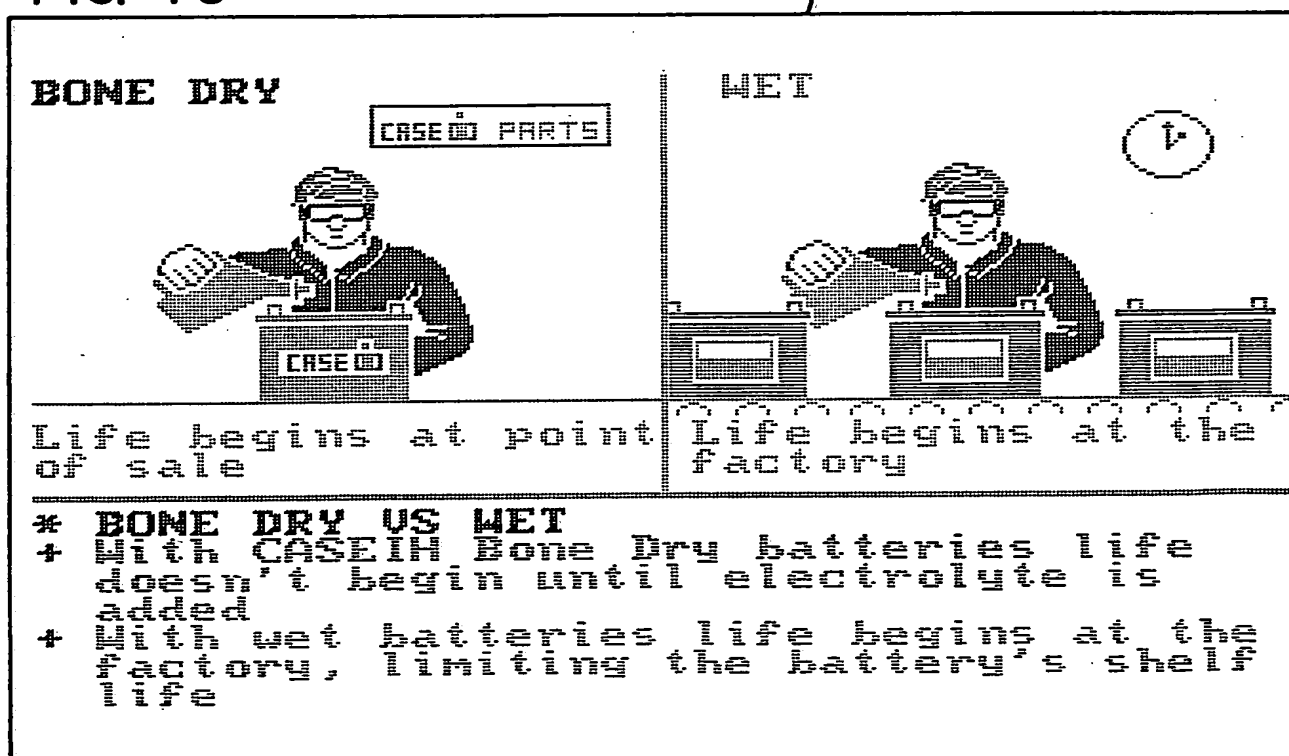 BONE DRY
CASE IH PARTS
CASE IH
Life begins at point
of sale
WET
Life begins at the
factory
* BONE DRY VS WET
+ With CASEIH Bone Dry batteries life
doesn't begin until electrolyte is
added
+ With wet batteries life begins at the
factory, limiting the battery's shelf
life